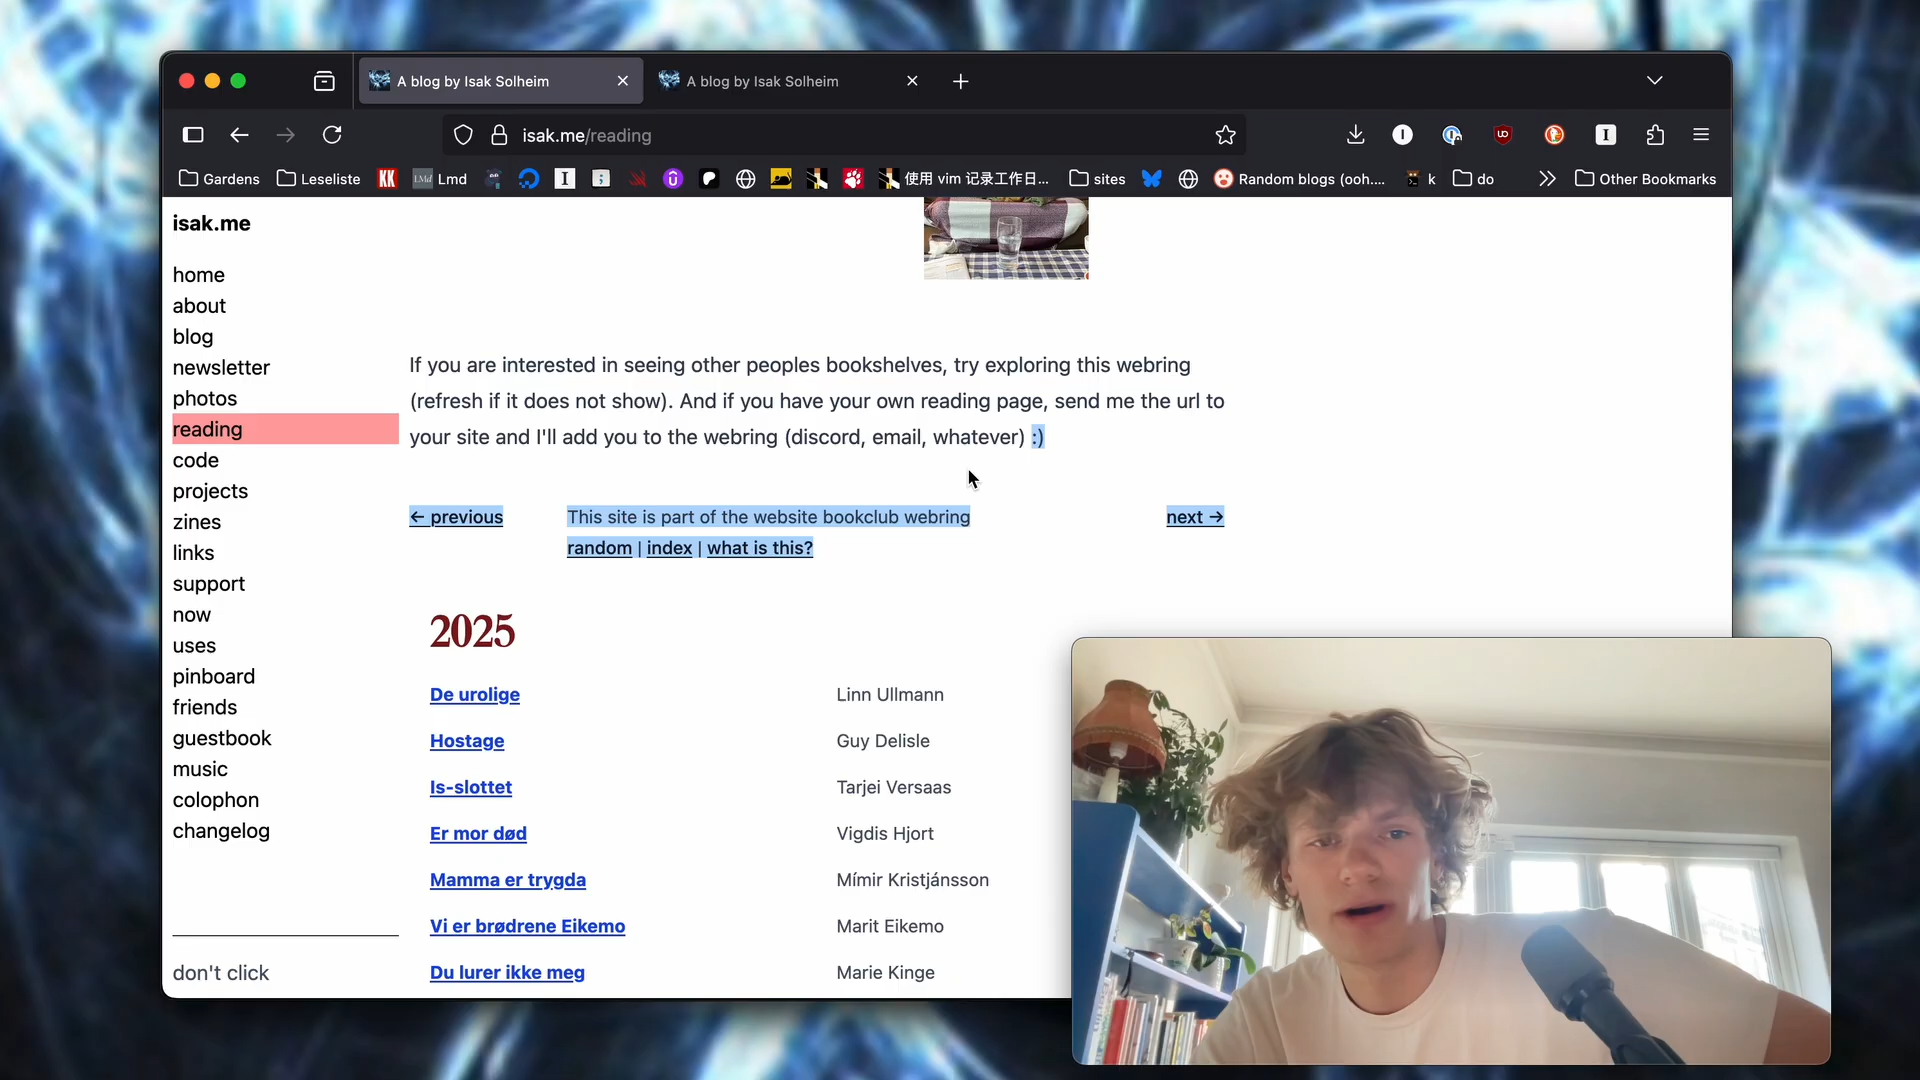 A blog by Isak Solheim
A blog by Isak Solheim
isak.me/reading
Gardens
Leseliste
KK
LMd
Lmd
使用 vim 记录工作日...
sites
Random blogs (ooh....
k
do
Other Bookmarks
isak.me
home
about
blog
newsletter
photos
reading
code
projects
zines
links
support
now
uses
pinboard
friends
guestbook
music
colophon
changelog
don't click
If you are interested in seeing other peoples bookshelves, try exploring this webring
(refresh if it does not show). And if you have your own reading page, send me the url to
your site and I'll add you to the webring (discord, email, whatever) :)
← previous
This site is part of the website bookclub webring
next →
random | index | what is this?
2025
De urolige Linn Ullmann
Hostage Guy Delisle
Is-slottet Tarjei Versaas
Er mor død Vigdis Hjort
Mamma er trygda Mímir Kristjánsson
Vi er brødrene Eikemo Marit Eikemo
Du lurer ikke meg Marie Kinge